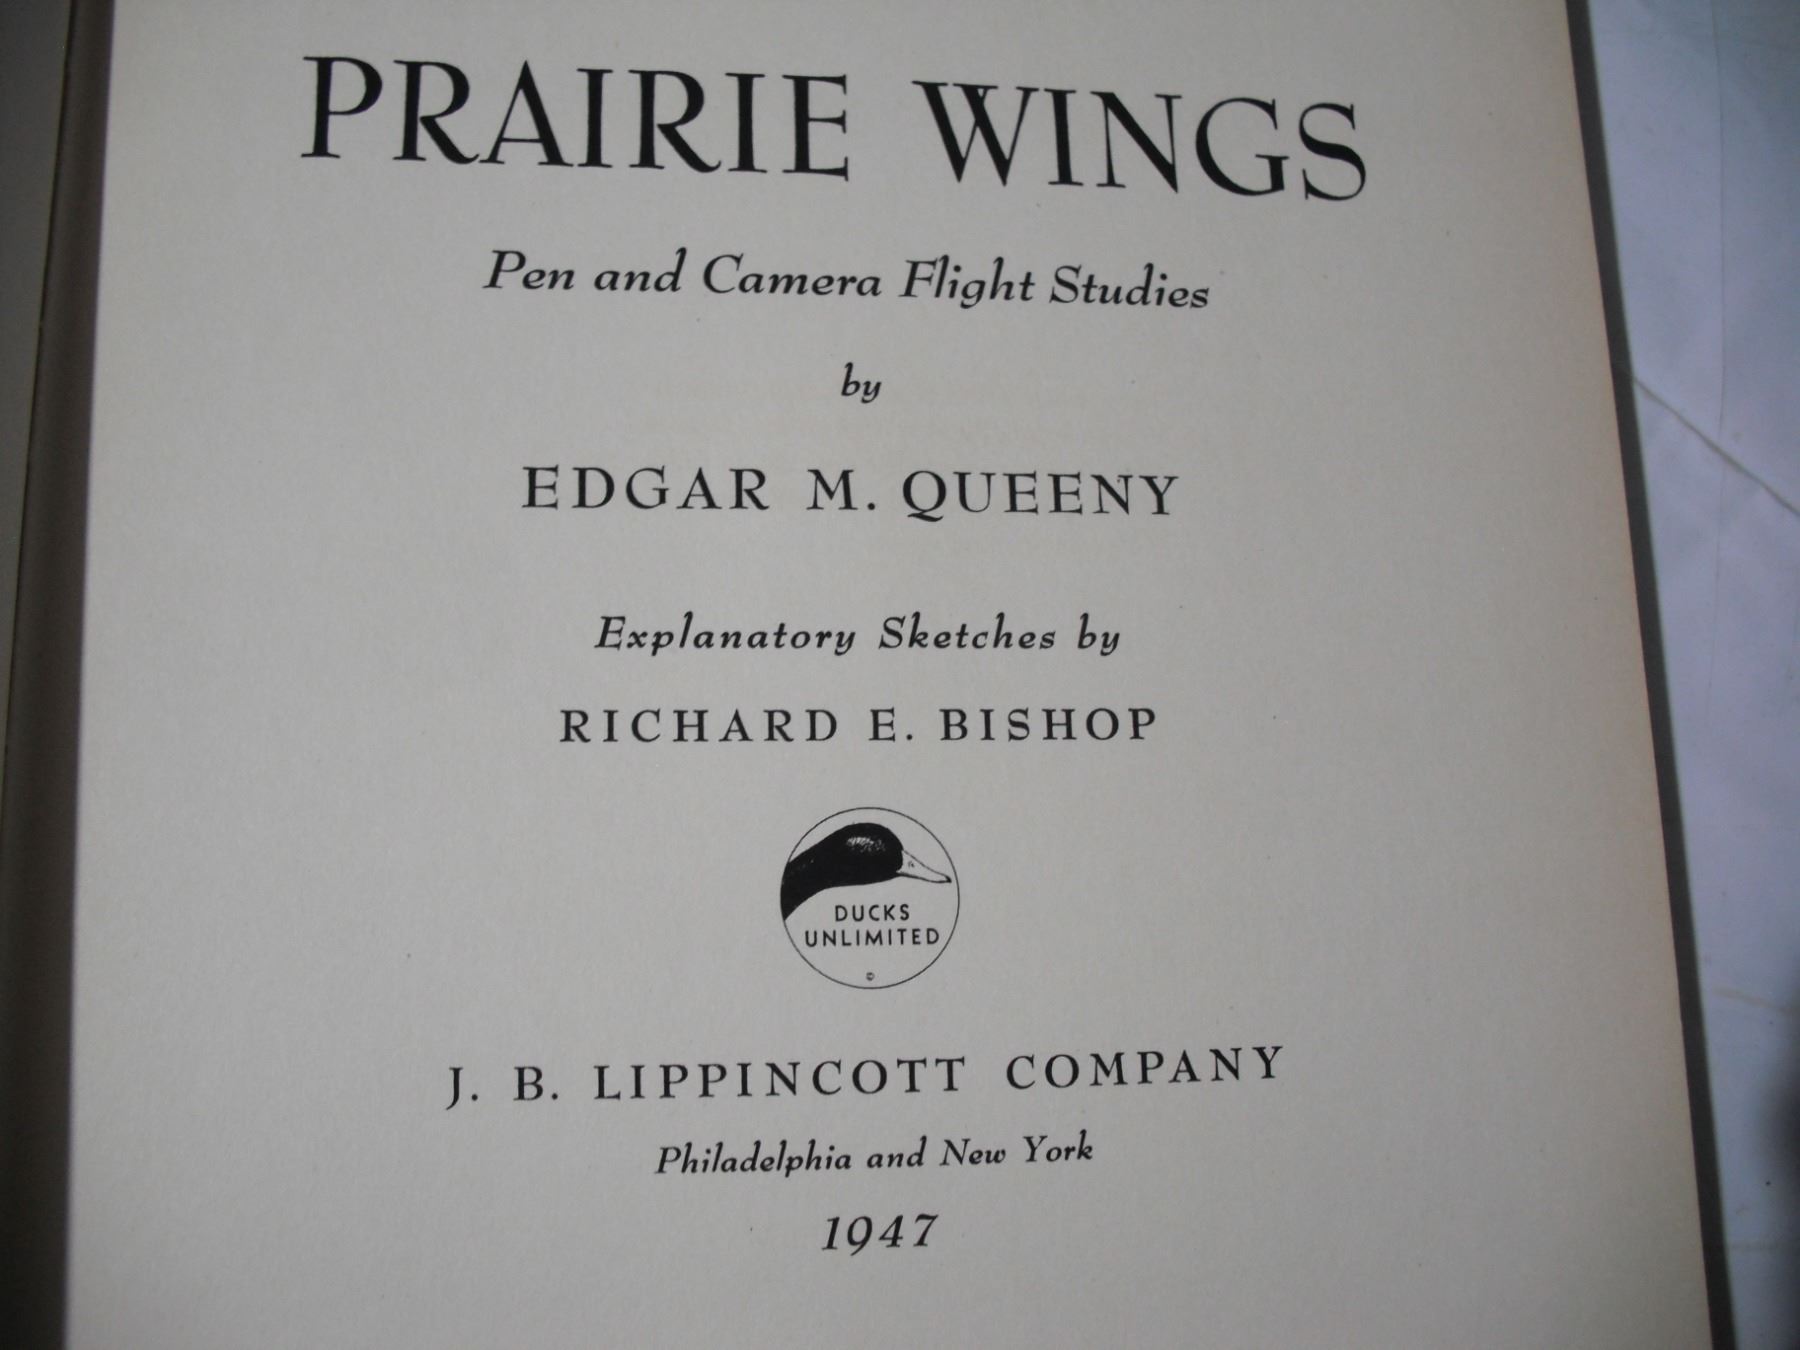 PRAIRIE WINGS
Pen and Camera Flight Studies
by
EDGAR M. QUEENY
Explanatory Sketches by
RICHARD E. BISHOP
DUCKS
UNLIMITED
©
J. B. LIPPINCOTT COMPANY
Philadelphia and New York
1947